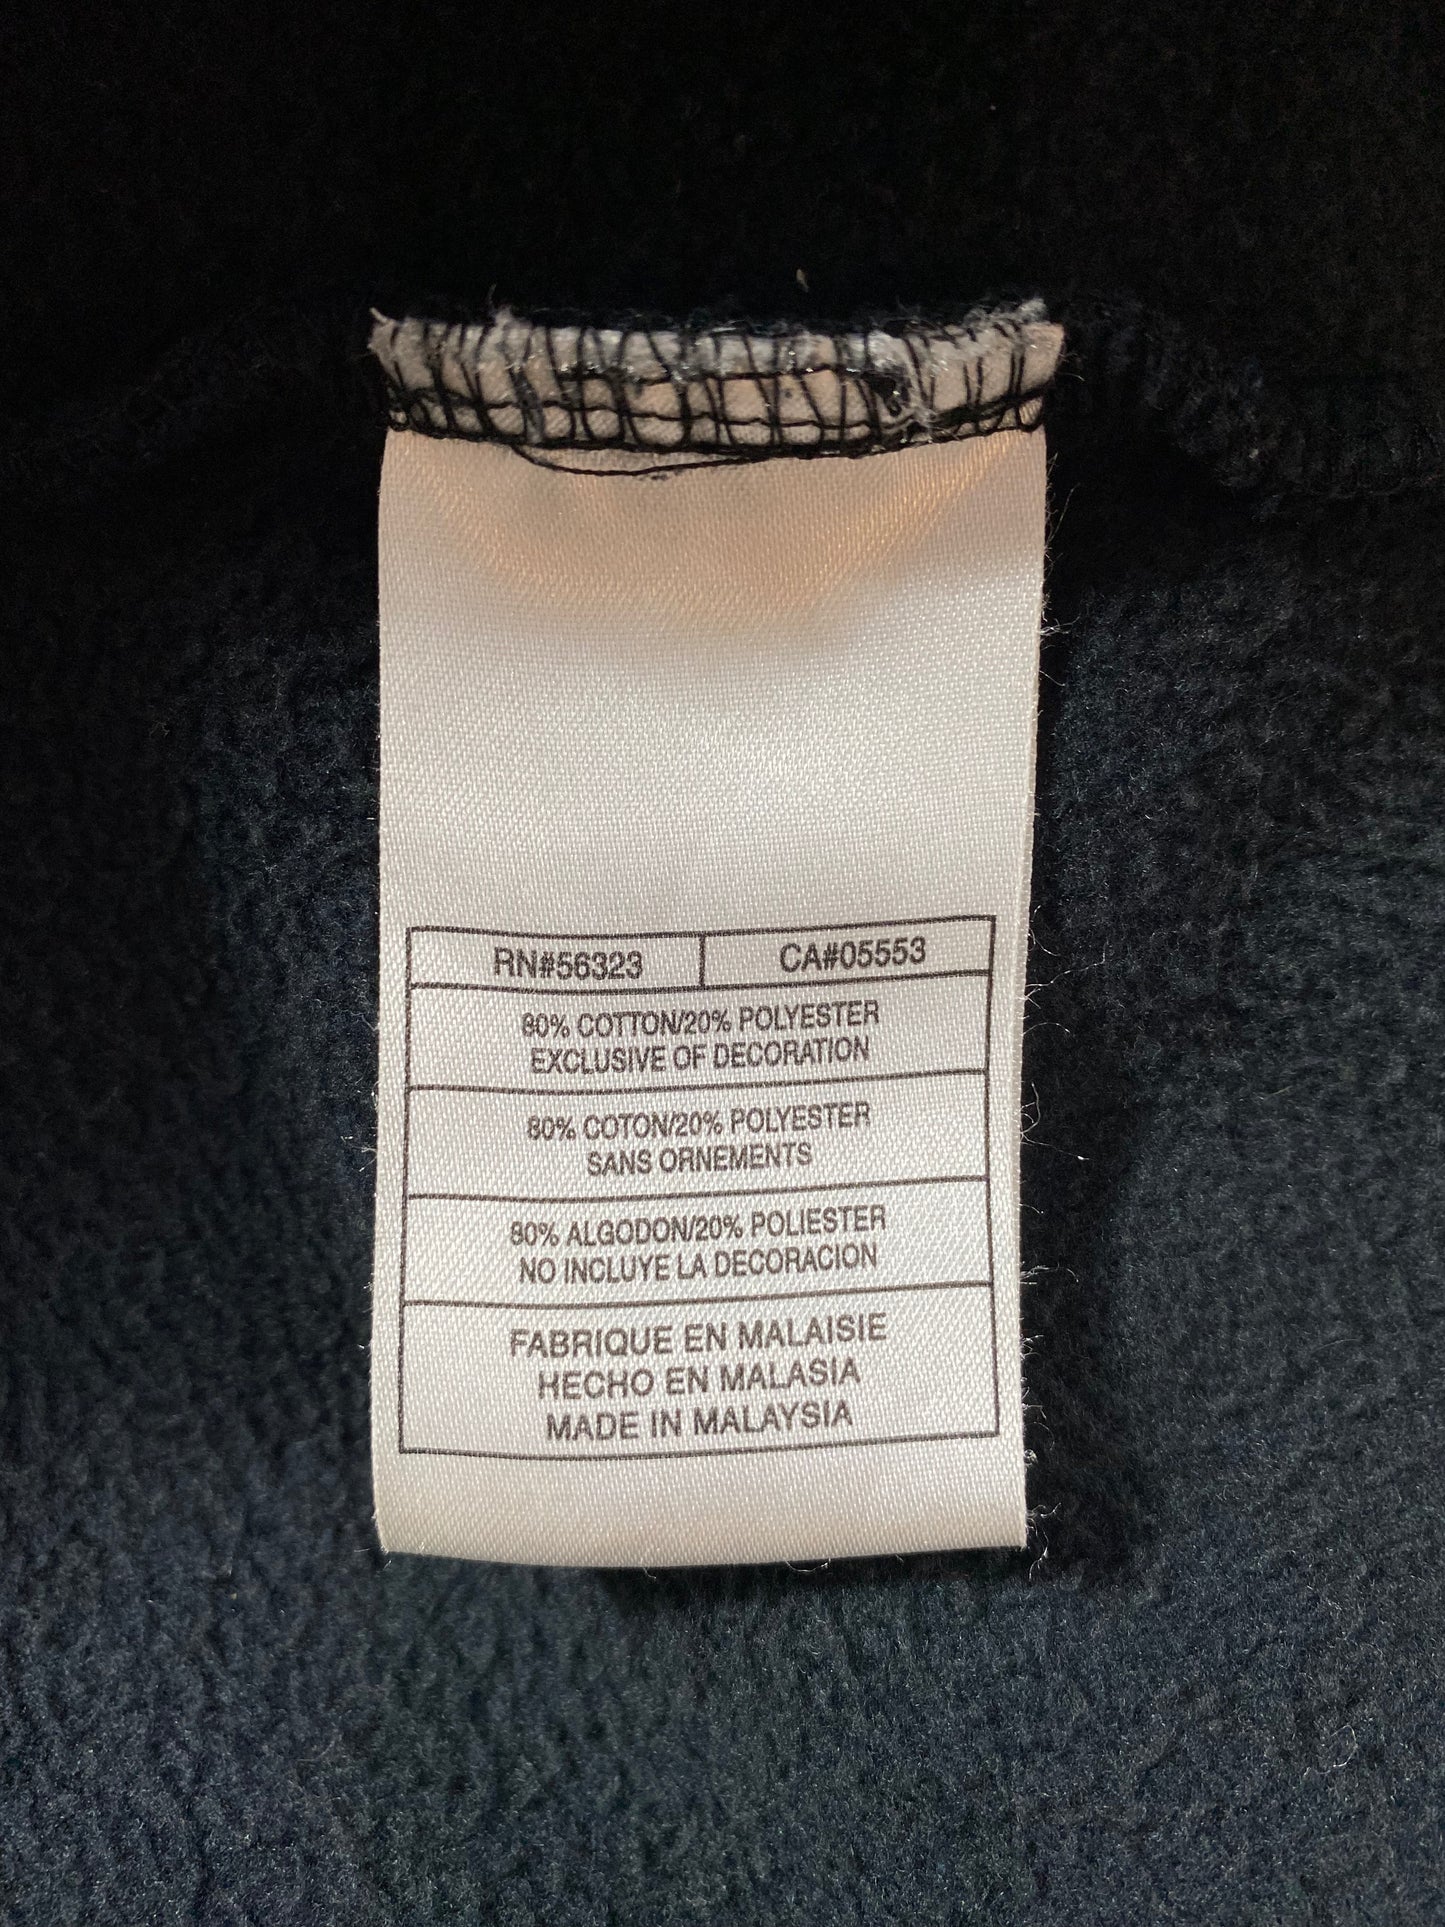 RN#56323 CA#05553
80% COTTON/20% POLYESTER
EXCLUSIVE OF DECORATION
80% COTON/20% POLYESTER
SANS ORNEMENTS
80% ALGODON/20% POLIESTER
NO INCLUYE LA DECORACION
FABRIQUE EN MALAISIE
HECHO EN MALASIA
MADE IN MALAYSIA